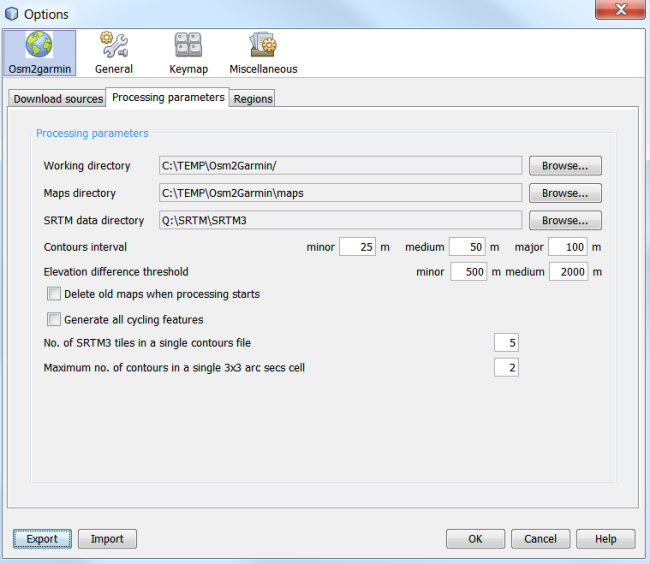 Options
Osm2garmin General Keymap Miscellaneous
Download sources Processing parameters Regions
Processing parameters
Working directory C:\TEMP\Osm2Garmin/ Browse...
Maps directory C:\TEMP\Osm2Garmin\maps Browse...
SRTM data directory Q:\SRTM\SRTM3 Browse...
Contours interval minor 25 m medium 50 m major 100 m
Elevation difference threshold minor 500 m medium 2000 m
Delete old maps when processing starts
Generate all cycling features
No. of SRTM3 tiles in a single contours file 5
Maximum no. of contours in a single 3x3 arc secs cell 2
Export Import OK Cancel Help